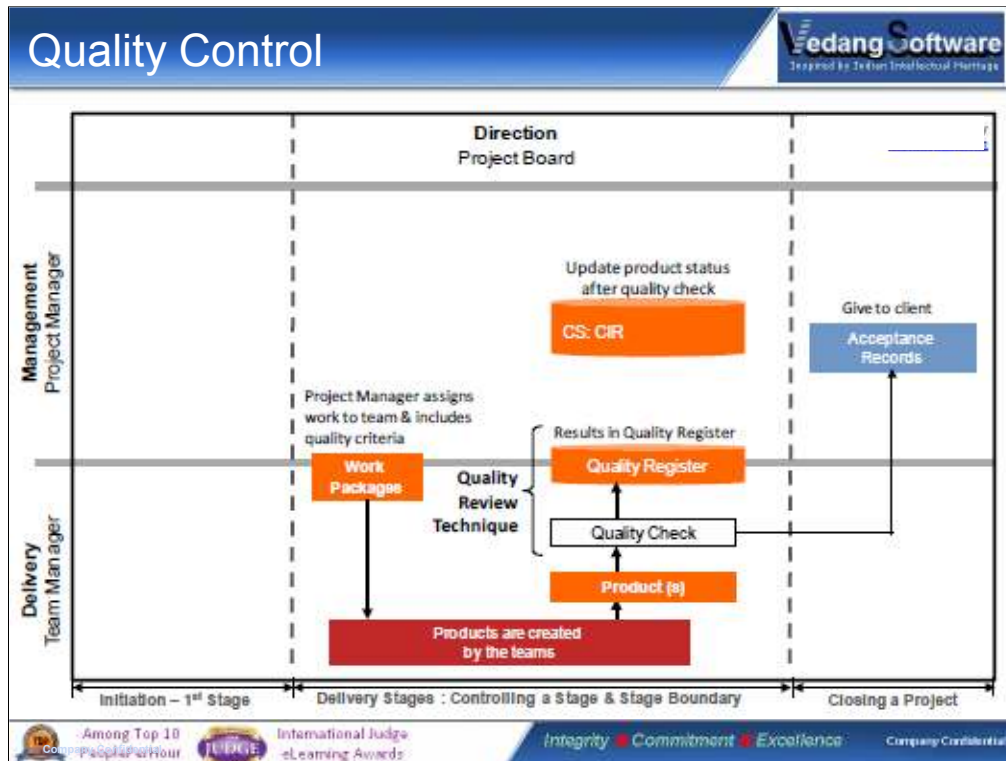 Quality Control
Vedang Software
Inspired by Indian Intellectual Heritage
Direction
Project Board
Management
Project Manager
Update product status
after quality check
CS: CIR
Give to client
Acceptance
Records
Project Manager assigns
work to team & includes
quality criteria
Work
Packages
Results in Quality Register
Quality Register
Quality
Review
Technique
Quality Check
Delivery
Team Manager
Product (s)
Products are created
by the teams
Initiation – 1st Stage
Delivery Stages : Controlling a Stage & Stage Boundary
Closing a Project
Among Top 10
PeoplePerHour
JUDGE
International Judge
eLearning Awards
Integrity Commitment Excellence
Company Confidential